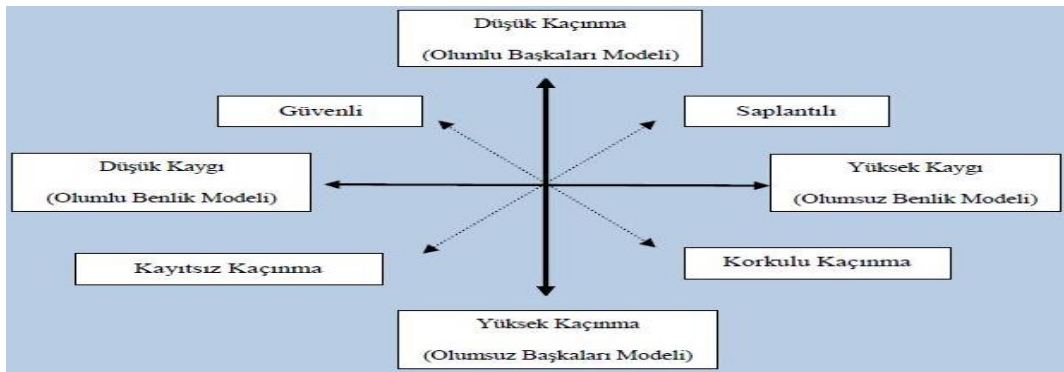 Düşük Kaçınma
(Olumlu Başkaları Modeli)
Güvenli
Saplantılı
Düşük Kaygı
(Olumlu Benlik Modeli)
Yüksek Kaygı
(Olumsuz Benlik Modeli)
Kayıtsız Kaçınma
Korkulu Kaçınma
Yüksek Kaçınma
(Olumsuz Başkaları Modeli)